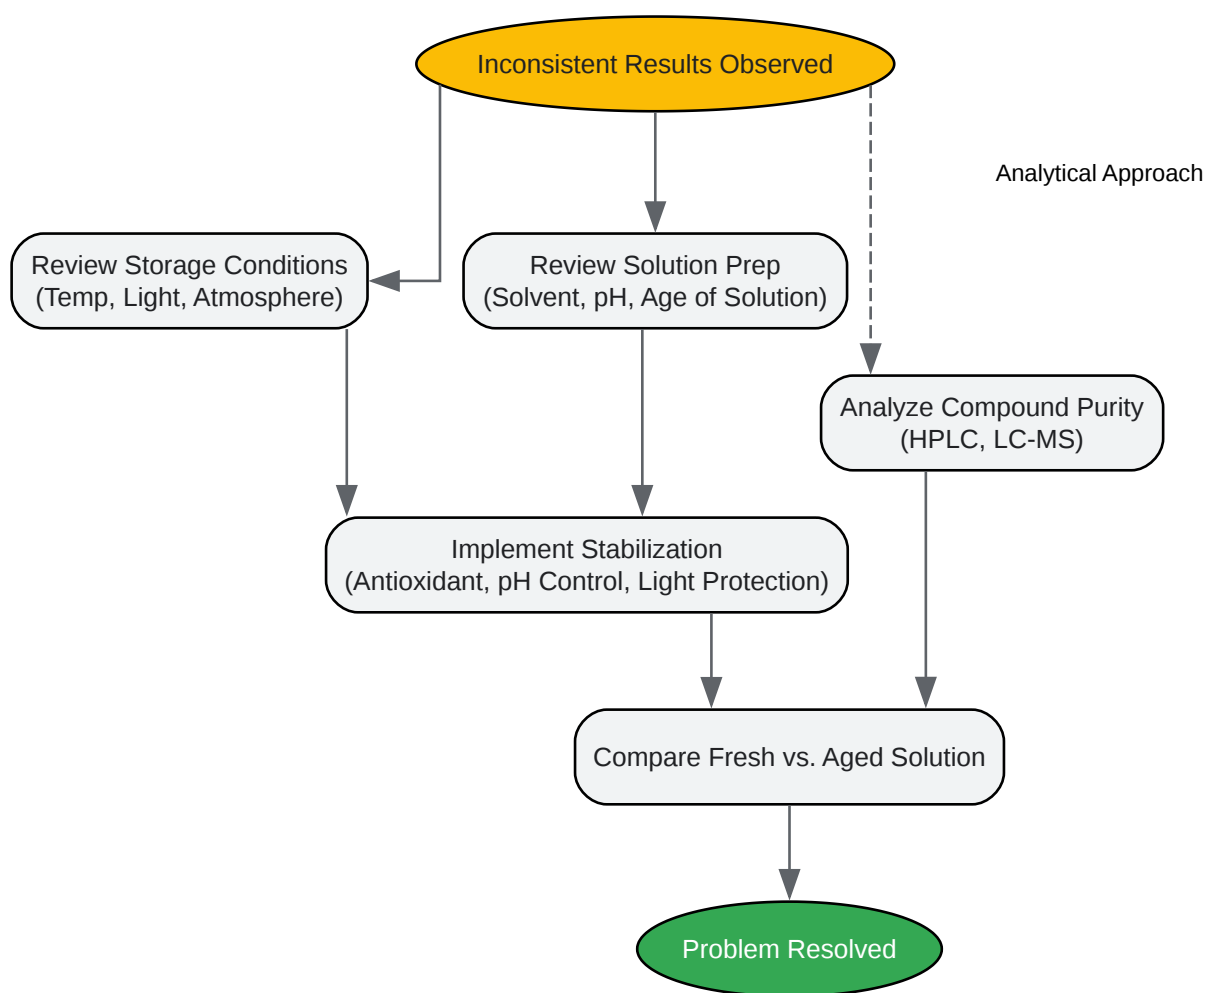 Inconsistent Results Observed
Analytical Approach
Review Storage Conditions
(Temp, Light, Atmosphere)
Review Solution Prep
(Solvent, pH, Age of Solution)
Analyze Compound Purity
(HPLC, LC-MS)
Implement Stabilization
(Antioxidant, pH Control, Light Protection)
Compare Fresh vs. Aged Solution
Problem Resolved